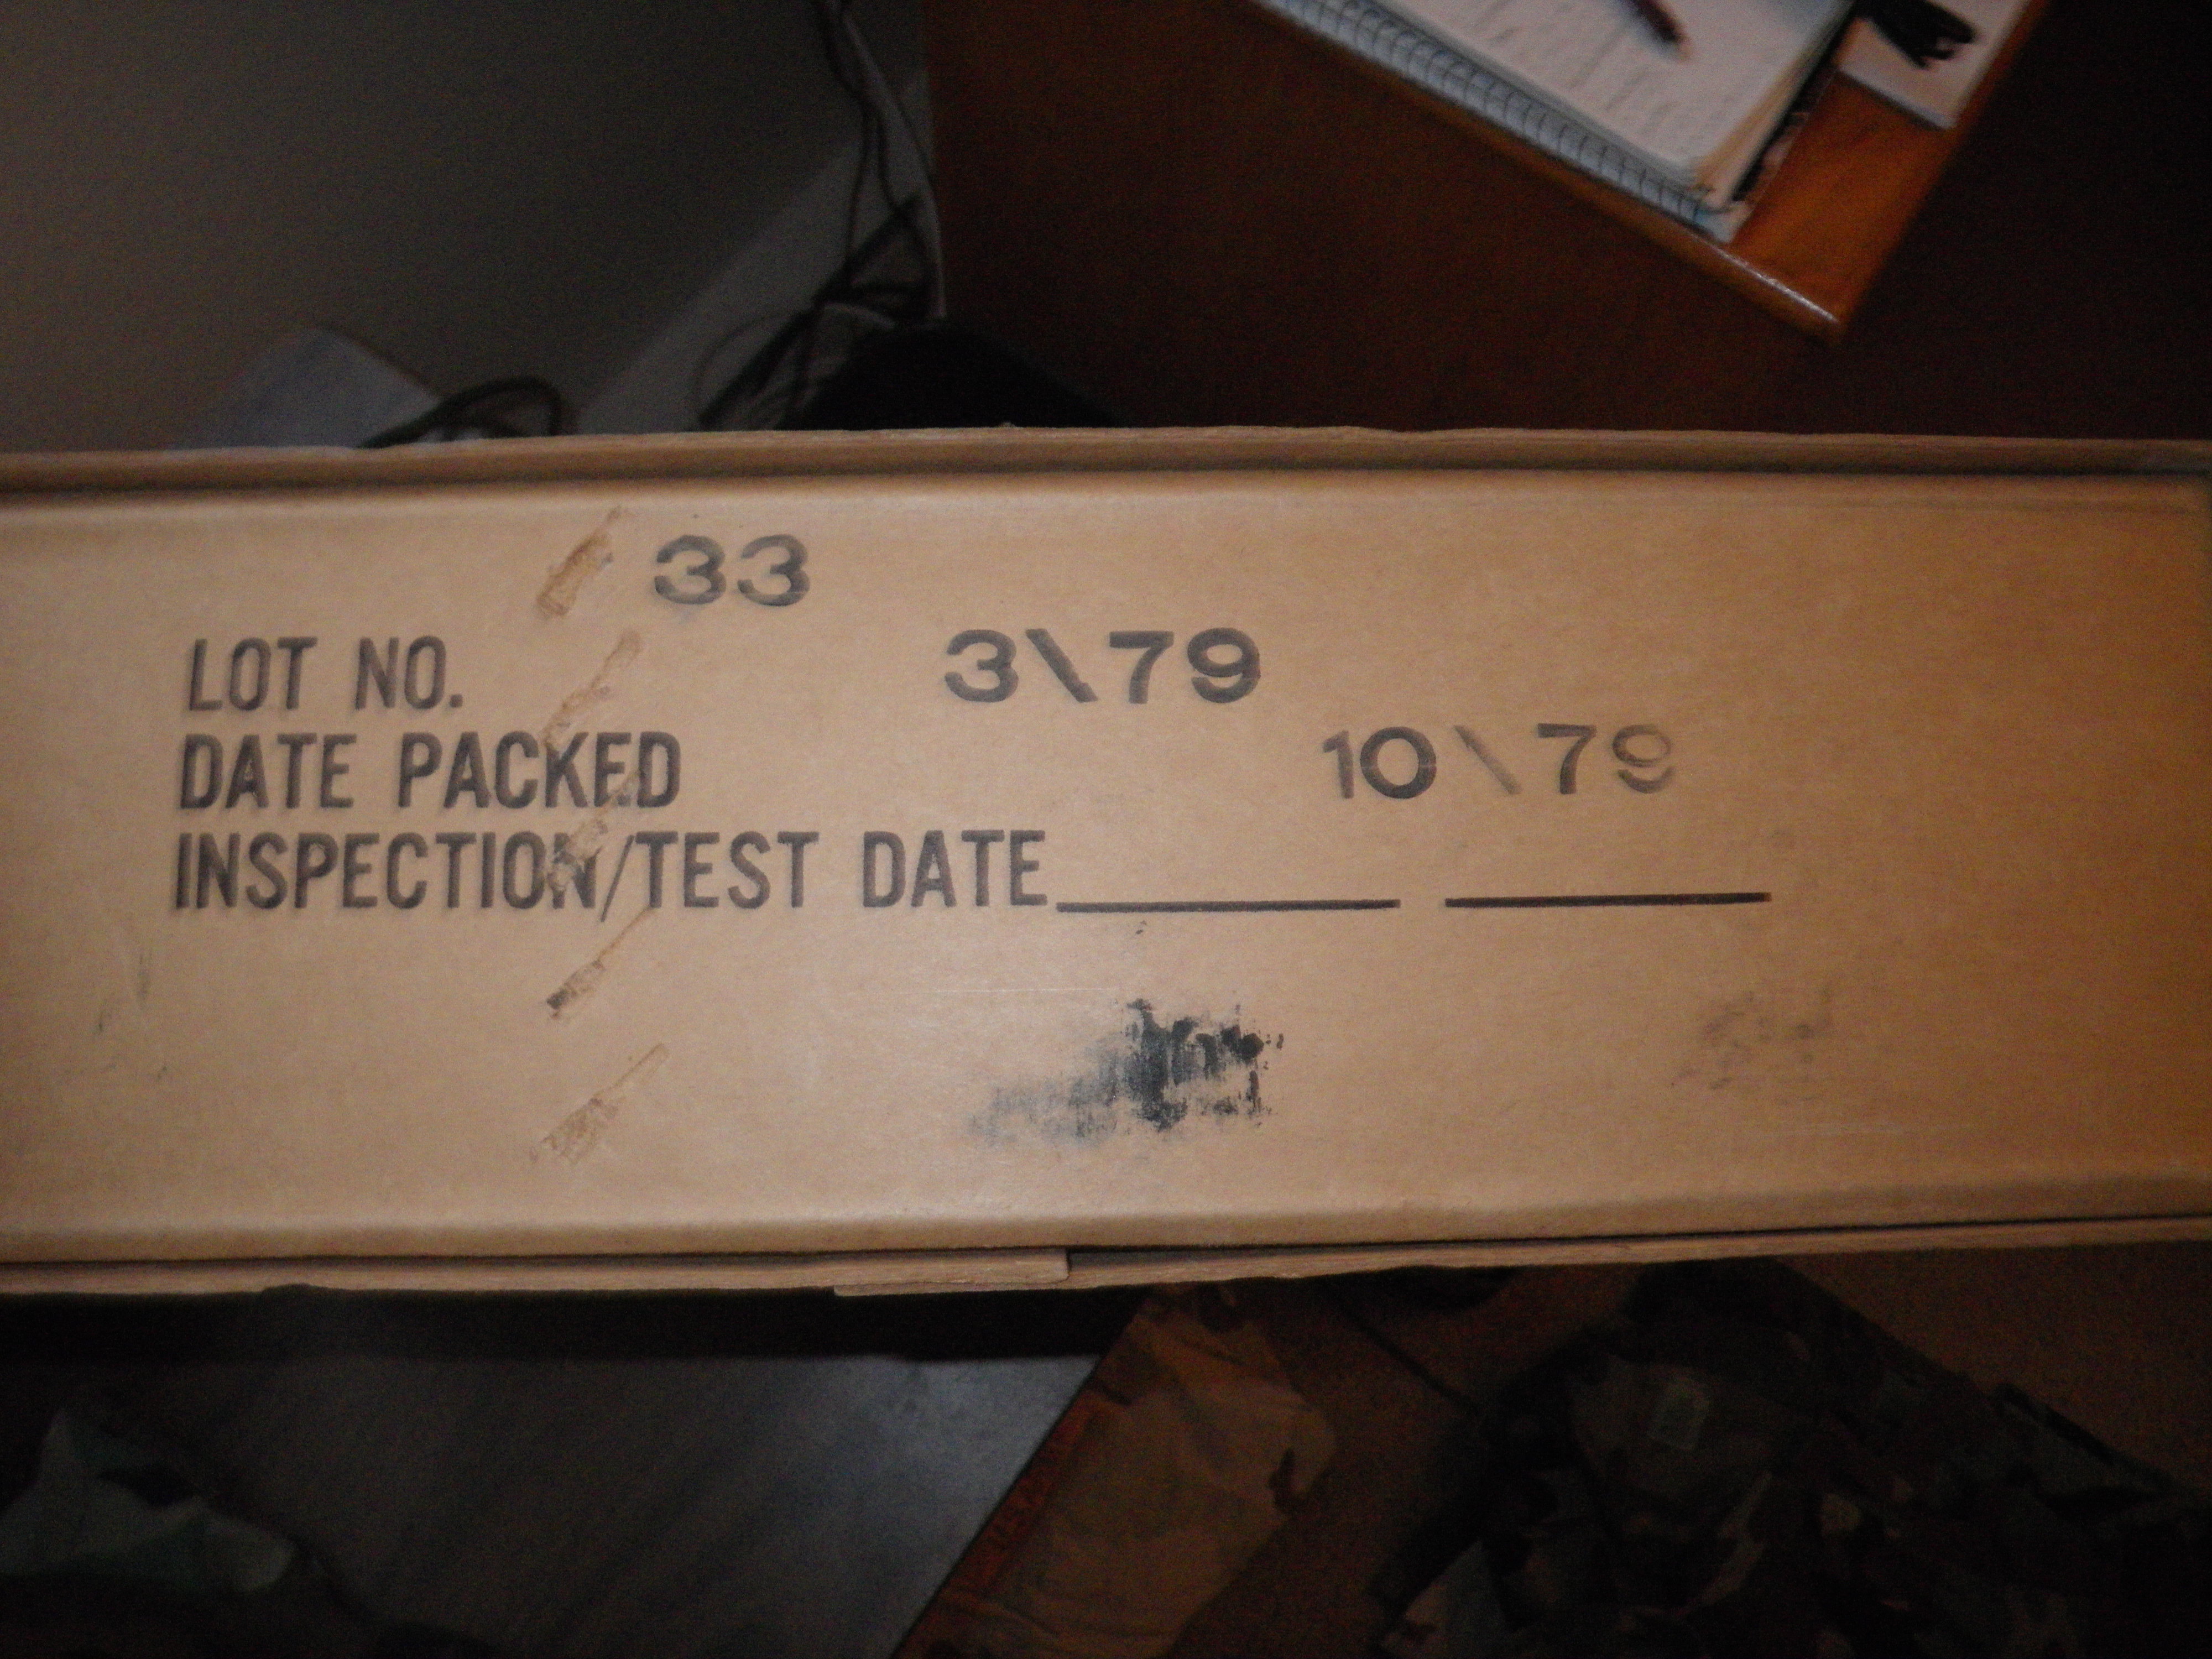 33
LOT NO.
3\79
DATE PACKED
10\79
INSPECTION/TEST DATE